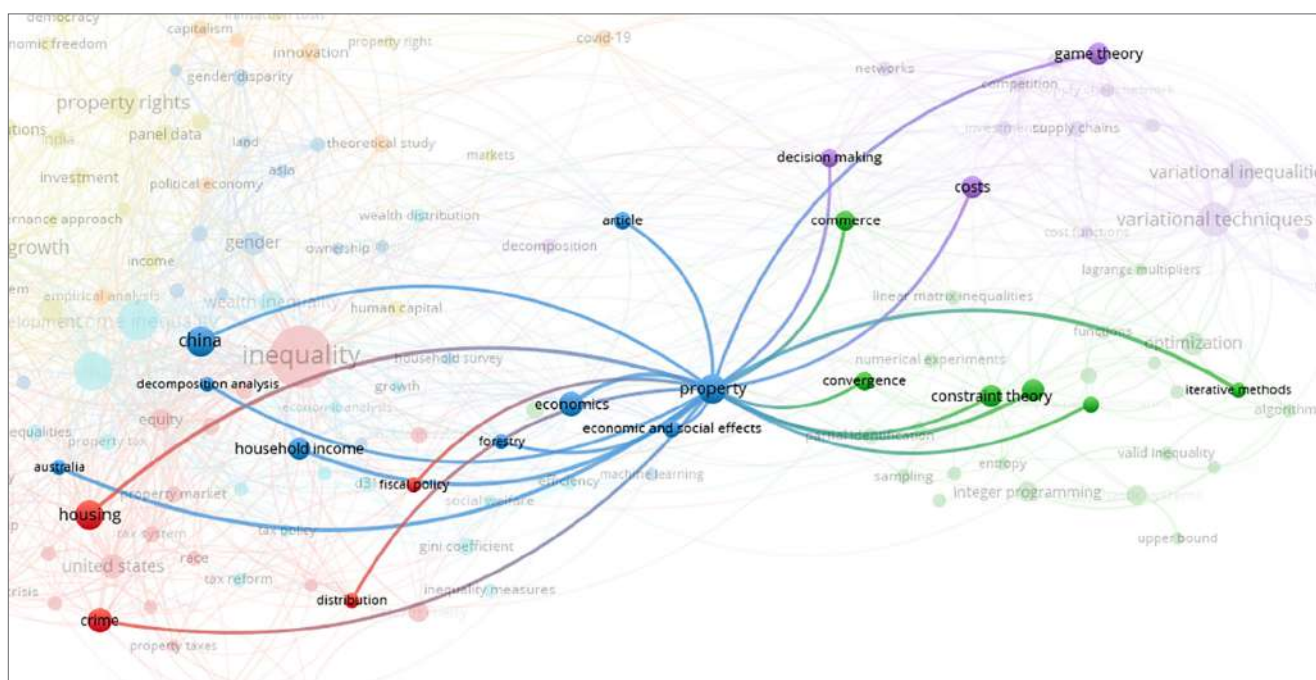 democracy
capitalism
property right
covid-19
game theory
innovation
gender disparity
networks
competition
property rights
panel data
land
theoretical study
supply chains
india
markets
decision making
asia
investment
political economy
costs
variational inequaliti
wealth distribution
article
commerce
variational techniques
growth
gender
ownership
decomposition
cost functions
income
lagrange multipliers
empirical analysis
wealth inequality
human capital
linear matrix inequalities
functions
china
inequality
optimization
household survey
numerical experiments
decomposition analysis
growth
property
convergence
iterative methods
economics
constraint theory
equity
economic analysis
algorithm
economic and social effects
partial identification
property tax
household income
forestry
valid inequality
australia
entropy
machine learning
sampling
fiscal policy
efficiency
property market
social welfare
integer programming
housing
tax system
tax policy
gini coefficient
upper bound
united states
race
tax reform
inequality measures
crisis
distribution
crime
property taxes